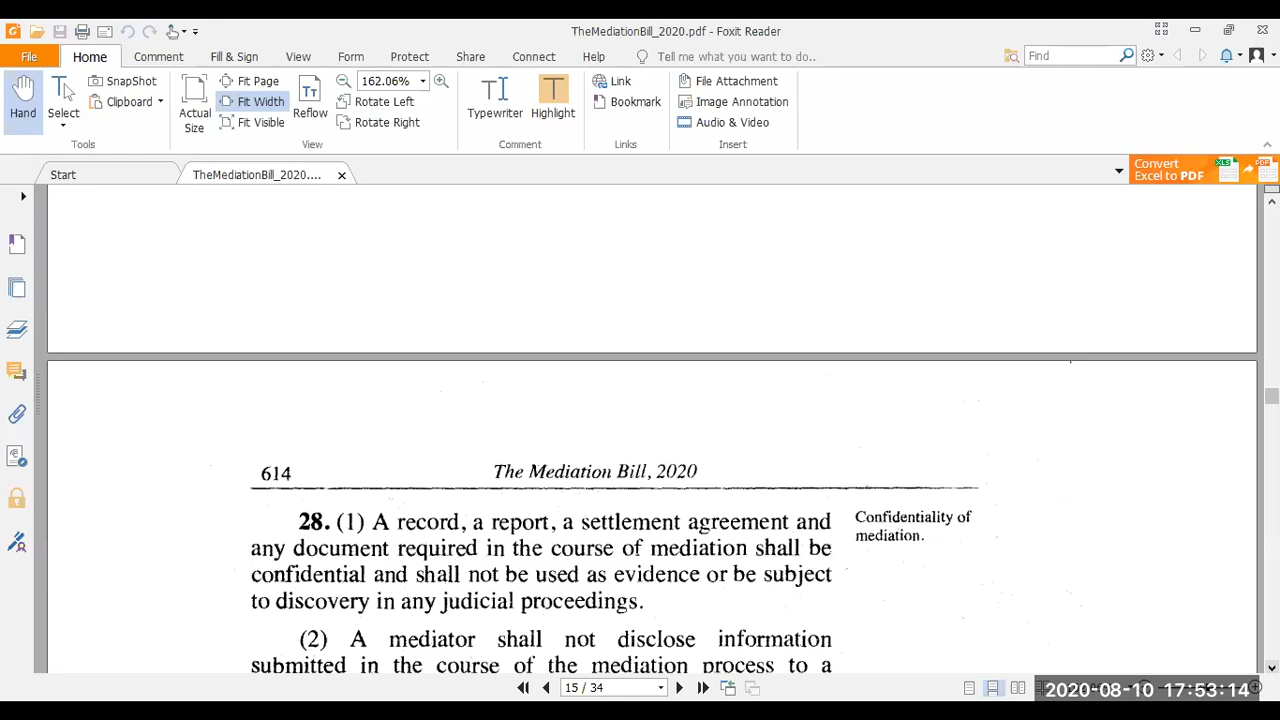 TheMediationBill_2020.pdf - Foxit Reader
File Home Comment Fill & Sign View Form Protect Share Connect Help Tell me what you want to do.. Find
Hand
Select
SnapShot
Clipboard
Tools
Actual Size
Fit Page
Fit Width
Fit Visible
Reflow
162.06%
Rotate Left
Rotate Right
View
Typewriter
Highlight
Comment
Link
Bookmark
Links
File Attachment
Image Annotation
Audio & Video
Insert
Start
TheMediationBill_2020....
Convert
Excel to PDF
614 The Mediation Bill, 2020
28. (1) A record, a report, a settlement agreement and
any document required in the course of mediation shall be
confidential and shall not be used as evidence or be subject
to discovery in any judicial proceedings.
Confidentiality of
mediation.
(2) A mediator shall not disclose information
submitted in the course of the mediation process to a
15 / 34
2020-08-10 17:53:14